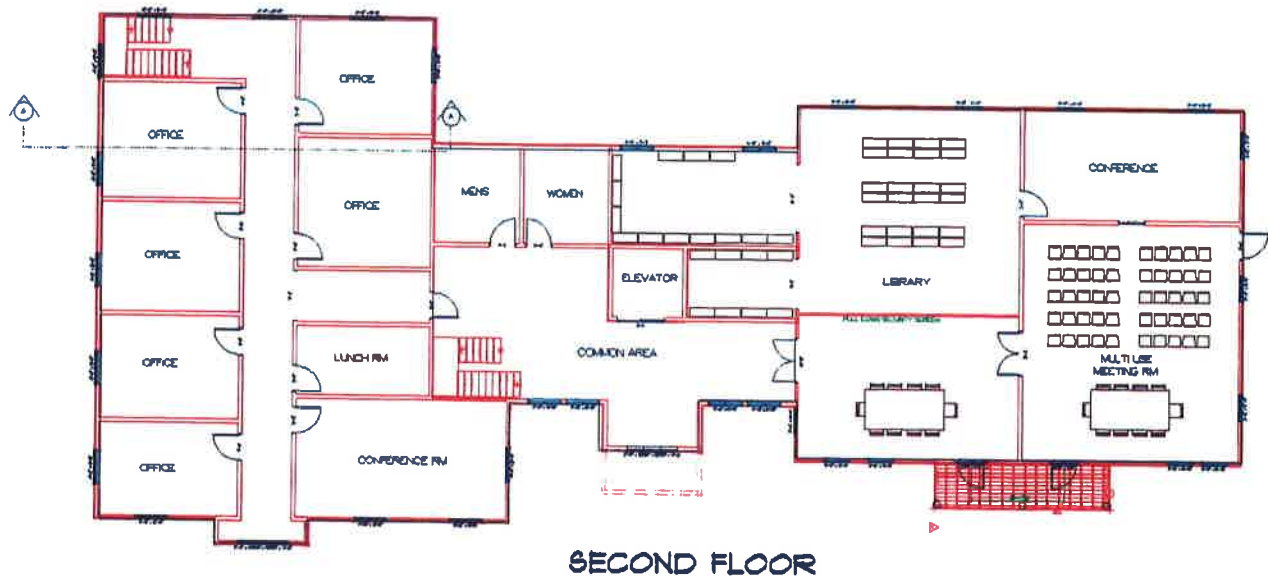 OFFICE
OFFICE
OFFICE
MENS
WOMEN
CONFERENCE
OFFICE
ELEVATOR
LIBRARY
COMMON AREA
OFFICE
LUNCH RM
MULTI USE
MEETING RM
OFFICE
CONFERENCE RM
SECOND FLOOR